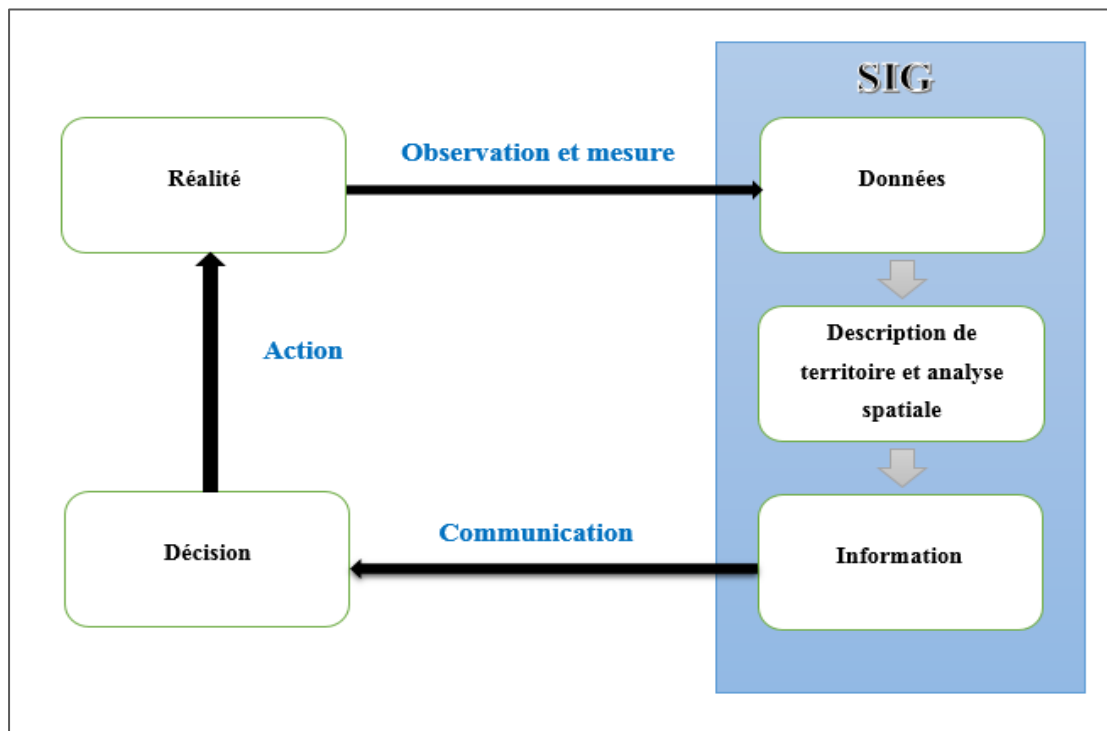 SIG
Réalité
Observation et mesure
Données
Action
Description de
territoire et analyse
spatiale
Décision
Communication
Information